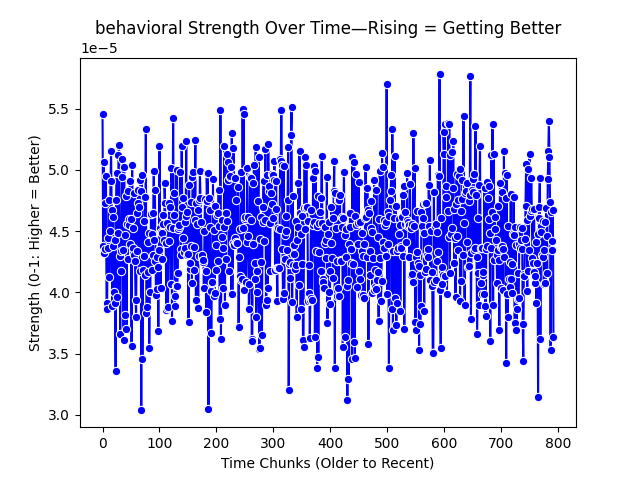 behavioral Strength Over Time—Rising = Getting Better
1e−5
5.5
5.0
4.5
4.0
3.5
3.0
Strength (0-1: Higher = Better)
0 100 200 300 400 500 600 700 800
Time Chunks (Older to Recent)